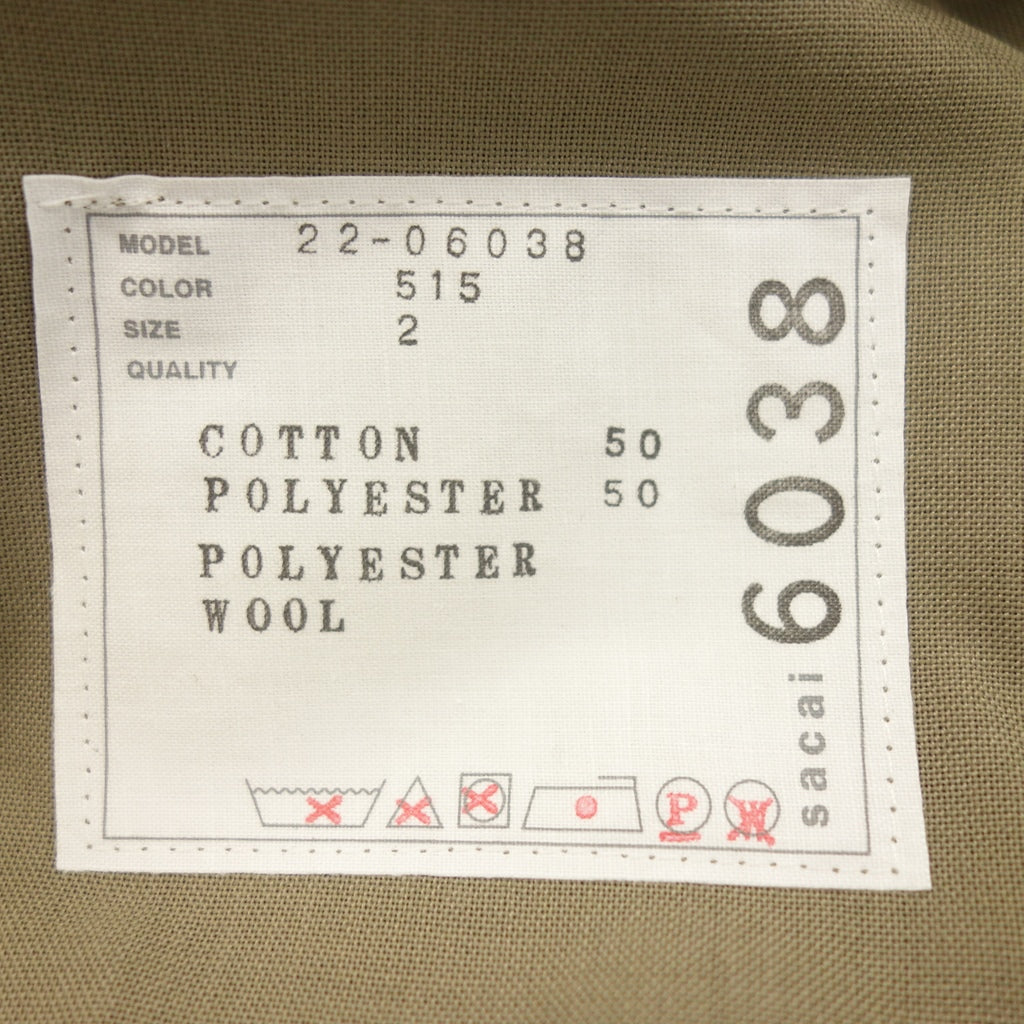 MODEL 22-06038
COLOR 515
SIZE 2
QUALITY
COTTON 50
POLYESTER 50
POLYESTER
WOOL
P W
sacai 6038